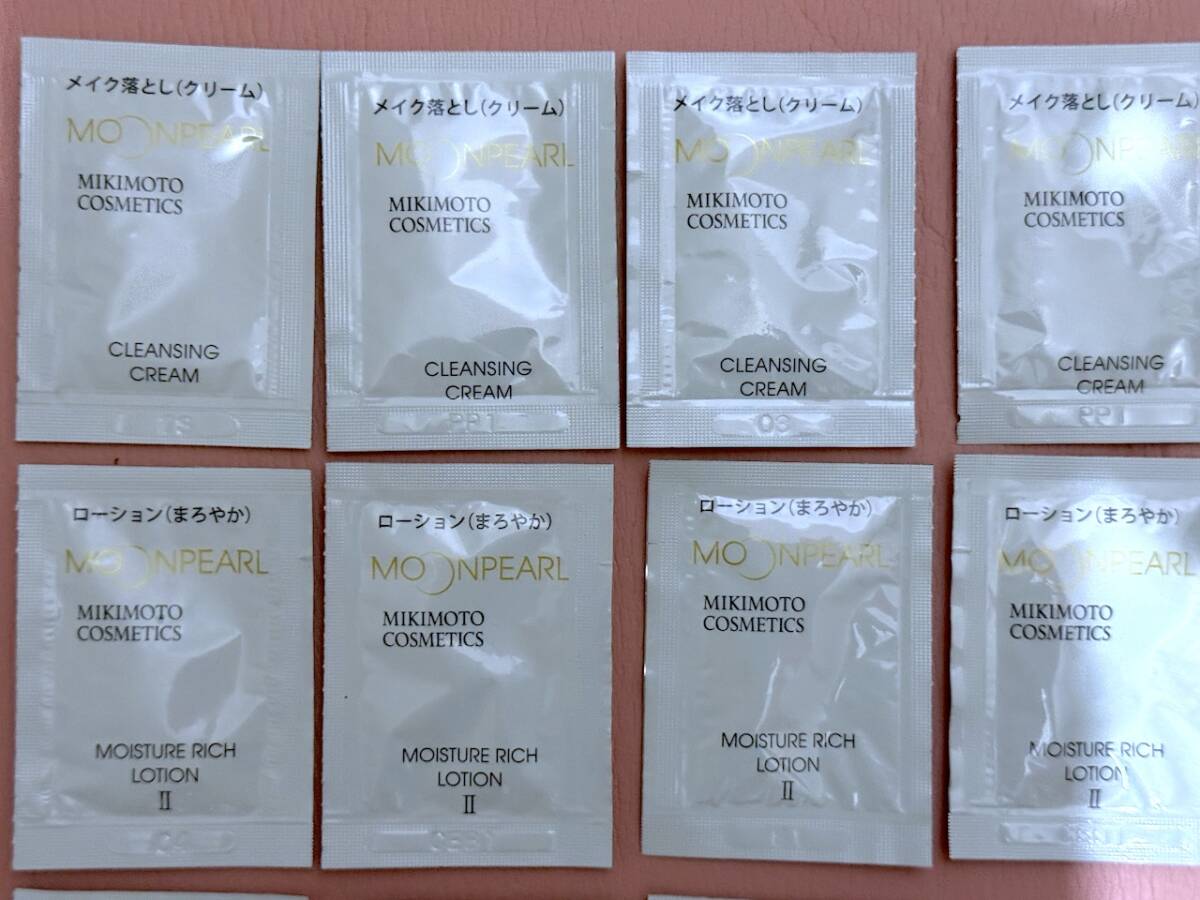 メイク落とし(クリーム)
MOONPEARL
MIKIMOTO
COSMETICS
CLEANSING
CREAM
メイク落とし(クリーム)
MOONPEARL
MIKIMOTO
COSMETICS
CLEANSING
CREAM
メイク落とし(クリーム)
MOONPEARL
MIKIMOTO
COSMETICS
CLEANSING
CREAM
メイク落とし(クリーム)
MOONPEARL
MIKIMOTO
COSMETICS
CLEANSING
CREAM
ローション(まろやか)
MOONPEARL
MIKIMOTO
COSMETICS
MOISTURE RICH
LOTION
II
ローション(まろやか)
MOONPEARL
MIKIMOTO
COSMETICS
MOISTURE RICH
LOTION
II
ローション(まろやか)
MOONPEARL
MIKIMOTO
COSMETICS
MOISTURE RICH
LOTION
II
ローション(まろやか)
MOONPEARL
MIKIMOTO
COSMETICS
MOISTURE RICH
LOTION
II